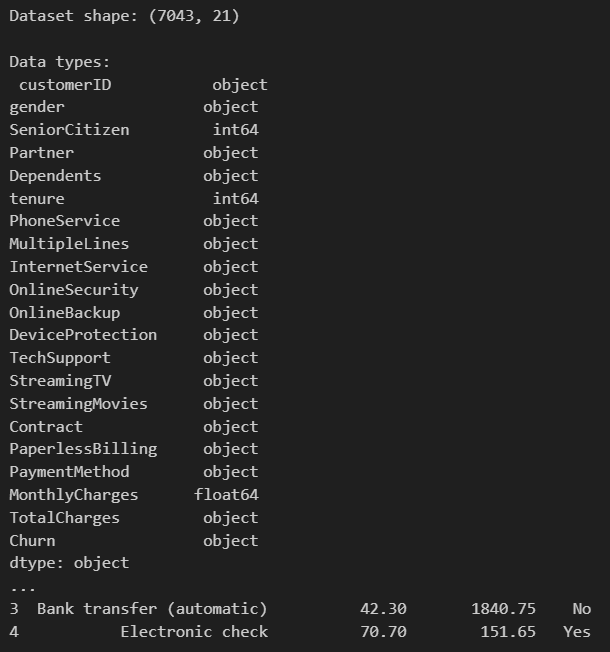 Dataset shape: (7043, 21)

Data types:
 customerID           object
gender               object
SeniorCitizen         int64
Partner              object
Dependents           object
tenure                int64
PhoneService         object
MultipleLines        object
InternetService      object
OnlineSecurity       object
OnlineBackup         object
DeviceProtection     object
TechSupport          object
StreamingTV          object
StreamingMovies      object
Contract             object
PaperlessBilling     object
PaymentMethod        object
MonthlyCharges      float64
TotalCharges         object
Churn                object
dtype: object
...
3  Bank transfer (automatic)          42.30       1840.75    No
4           Electronic check          70.70        151.65   Yes